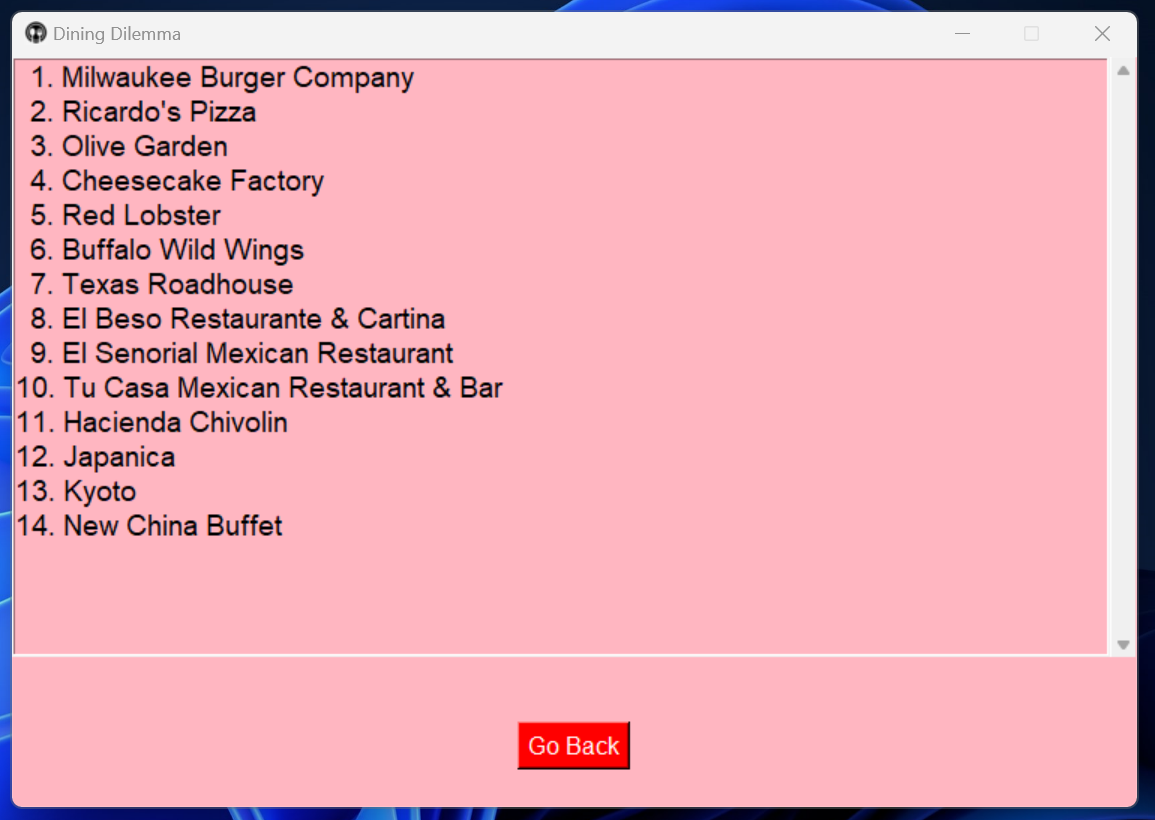 Dining Dilemma
1. Milwaukee Burger Company
2. Ricardo's Pizza
3. Olive Garden
4. Cheesecake Factory
5. Red Lobster
6. Buffalo Wild Wings
7. Texas Roadhouse
8. El Beso Restaurante & Cartina
9. El Senorial Mexican Restaurant
10. Tu Casa Mexican Restaurant & Bar
11. Hacienda Chivolin
12. Japanica
13. Kyoto
14. New China Buffet
Go Back